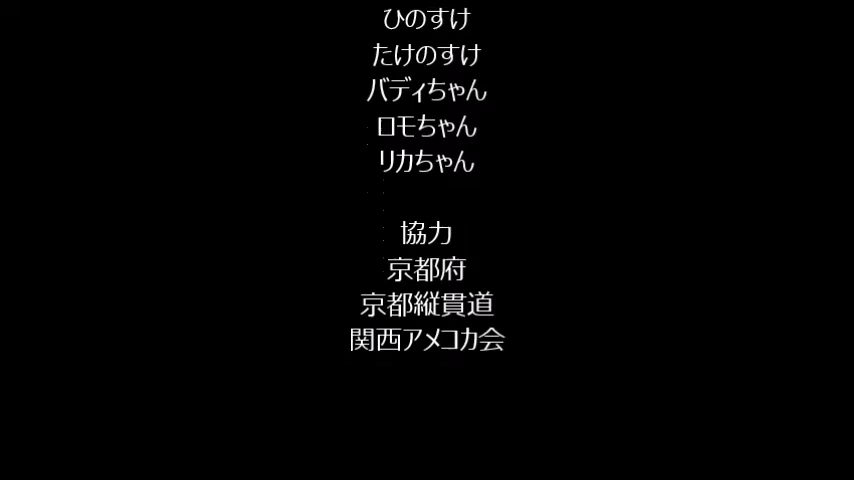 ひのすけ
たけのすけ
バディちゃん
ロモちゃん
リカちゃん
協力
京都府
京都縦貫道
関西アメコカ会